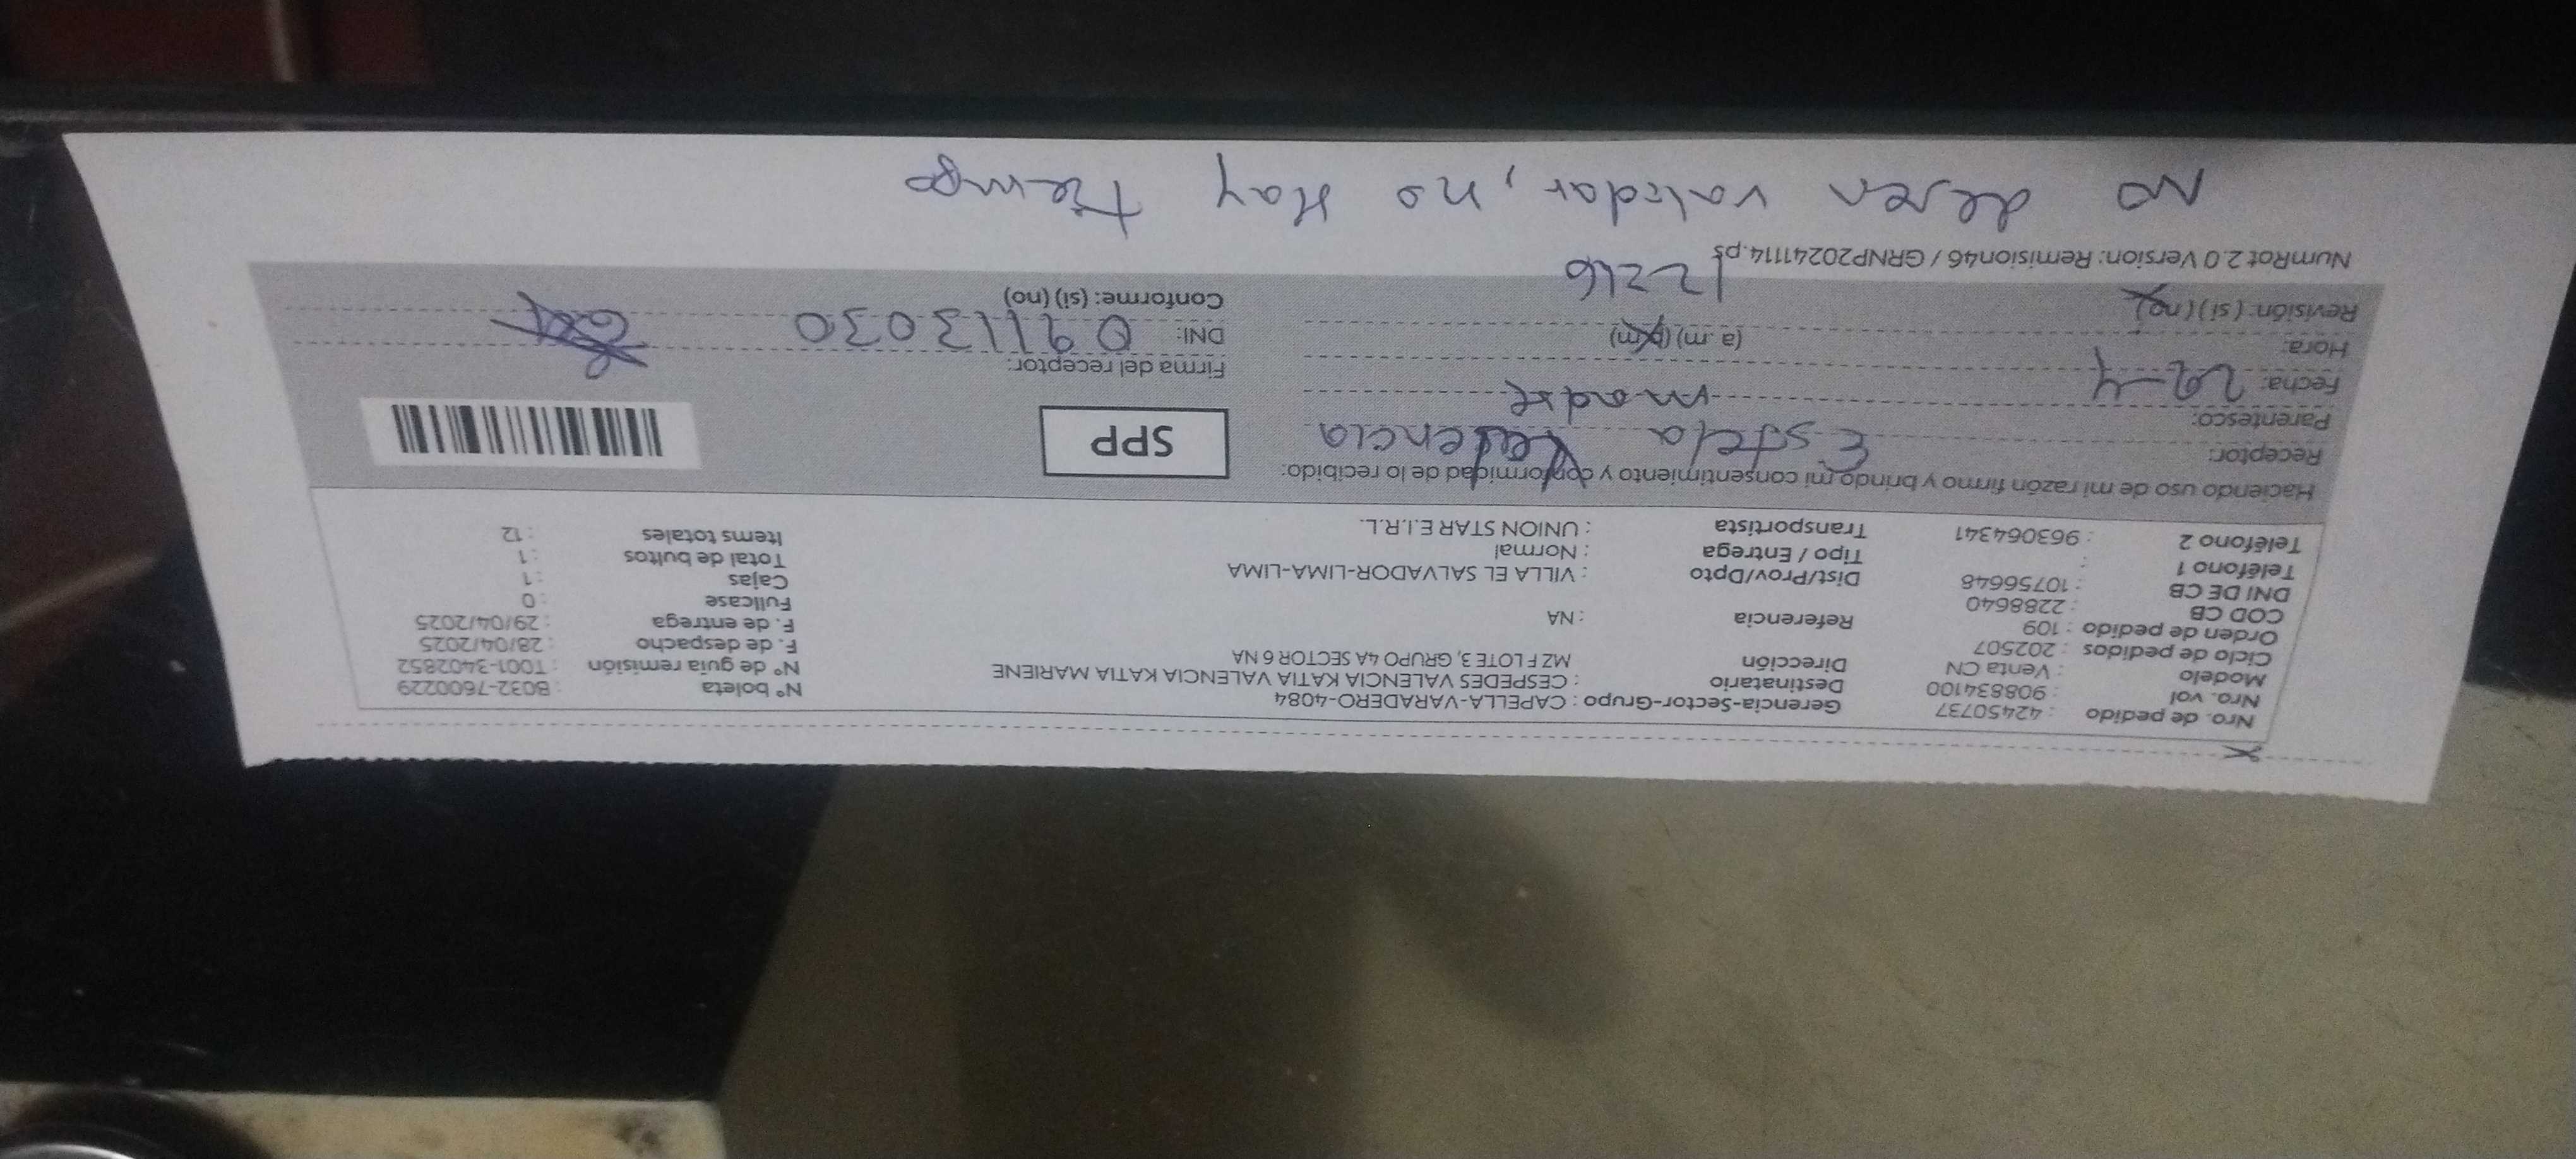 Nro. de pedido : 42450737
Nro. vol : 908834100
Modelo : Venta CN
Ciclo de pedidos : 202507
Orden de pedido : 109
COD CB : 2288640
DNI DE CB : 10756648
Teléfono 1 :
Teléfono 2 : 963064341
Gerencia-Sector-Grupo : CAPELLA-VARADERO-4084
Destinatario : CESPEDES VALENCIA KATIA VALENCIA KATIA MARIENE
Dirección MZ F LOTE 3, GRUPO 4A SECTOR 6 NA
Referencia : NA
Dist/Prov/Dpto : VILLA EL SALVADOR-LIMA-LIMA
Tipo / Entrega : Normal
Transportista : UNION STAR E.I.R.L.
N° boleta : B032-7600229
N° de guía remisión : T001-3402852
F. de despacho : 28/04/2025
F. de entrega : 29/04/2025
Fullcase : 0
Cajas : 1
Total de bultos : 1
Items totales : 12
Haciendo uso de mi razón firmo y brindo mi consentimiento y conformidad de lo recibido:
Receptor: Estela Valencia
Parentesco: madre
Fecha: 29-4
Hora: (a.m) (p.m)
Revisión: (si) (no) 1226
SPP
Firma del receptor:
DNI: 09113030
Conforme: (si) (no)
NumRot 2.0 Version: Remision46 / GRNP20241114.ps
No desen validar, no Hay tiempo